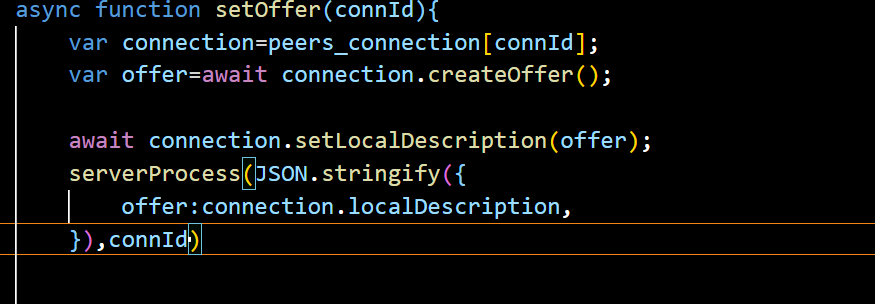 async function setOffer(connId){
var connection=peers_connection[connId];
var offer=await connection.createOffer();
await connection.setLocalDescription(offer);
serverProcess(JSON.stringify({
offer:connection.localDescription,
}),connId)